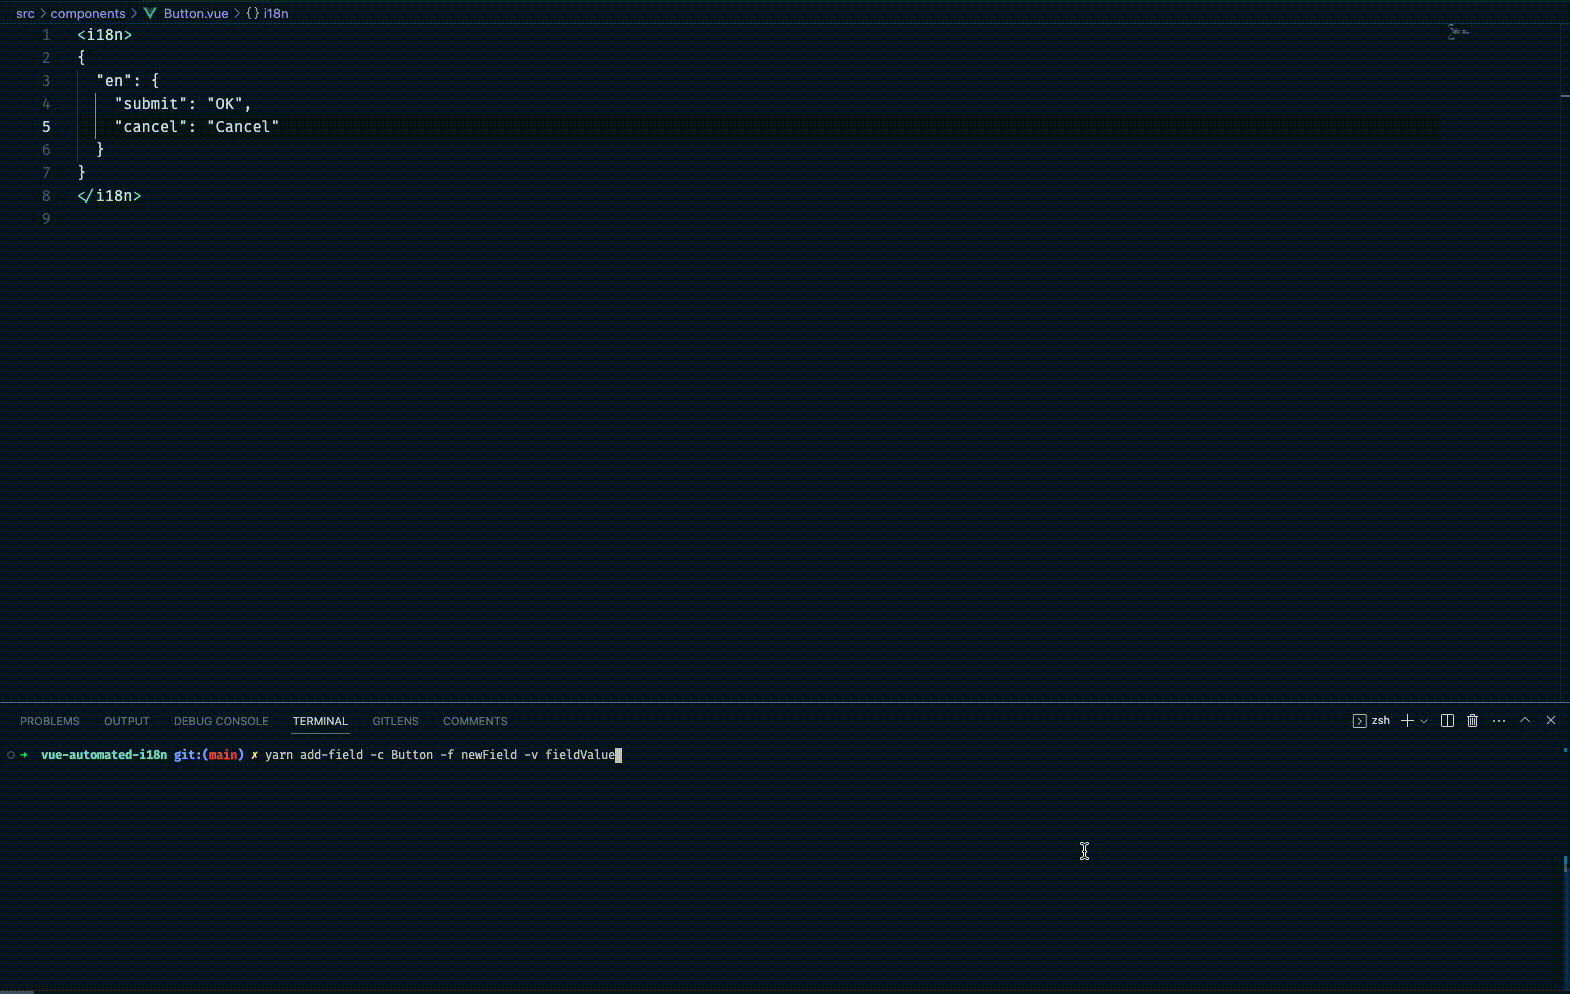 src > components > Button.vue > {} i18n
1 <i18n>
2 {
3 "en": {
4 "submit": "OK",
5 "cancel": "Cancel"
6 }
7 }
8 </i18n>
9
PROBLEMS OUTPUT DEBUG CONSOLE TERMINAL GITLENS COMMENTS zsh
➜ vue-automated-i18n git:(main) ✗ yarn add-field -c Button -f newField -v fieldValue